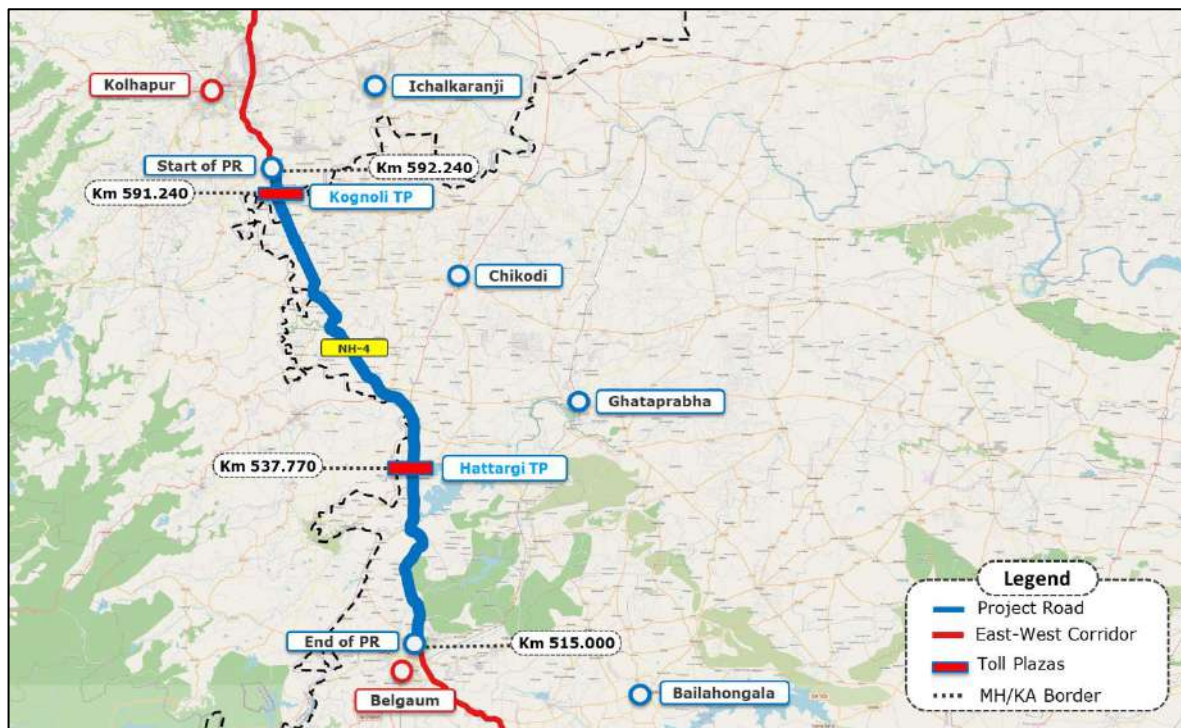 Kolhapur
Ichalkaranji
Start of PR
Km 592.240
Km 591.240
Kognoli TP
Chikodi
NH-4
Ghataprabha
Km 537.770
Hattargi TP
End of PR
Km 515.000
Belgaum
Bailahongala
Legend
Project Road
East-West Corridor
Toll Plazas
MH/KA Border